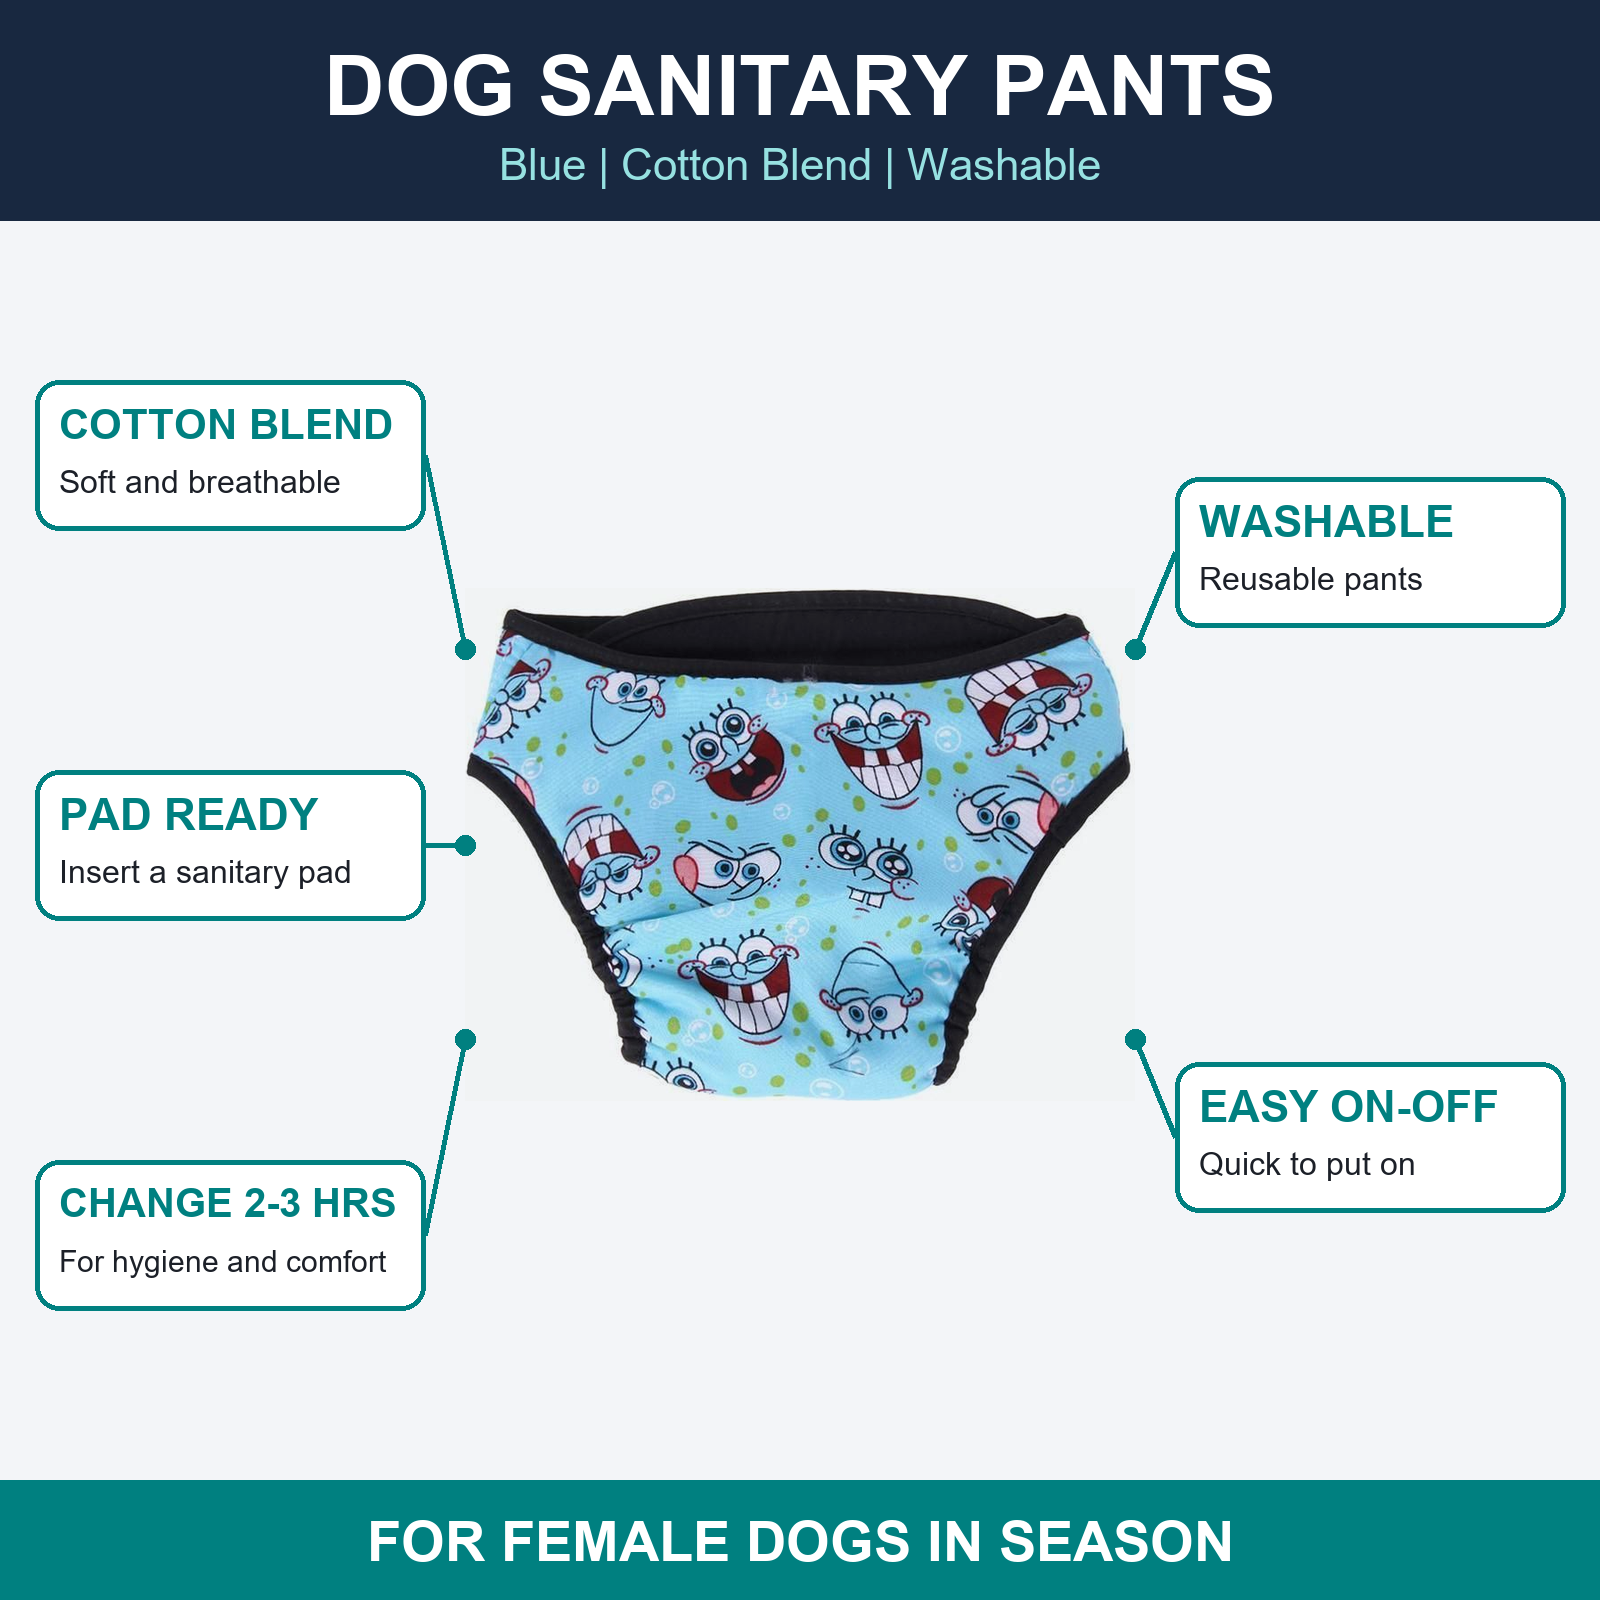 DOG SANITARY PANTS
Blue | Cotton Blend | Washable
COTTON BLEND
Soft and breathable
WASHABLE
Reusable pants
PAD READY
Insert a sanitary pad
EASY ON-OFF
Quick to put on
CHANGE 2-3 HRS
For hygiene and comfort
FOR FEMALE DOGS IN SEASON